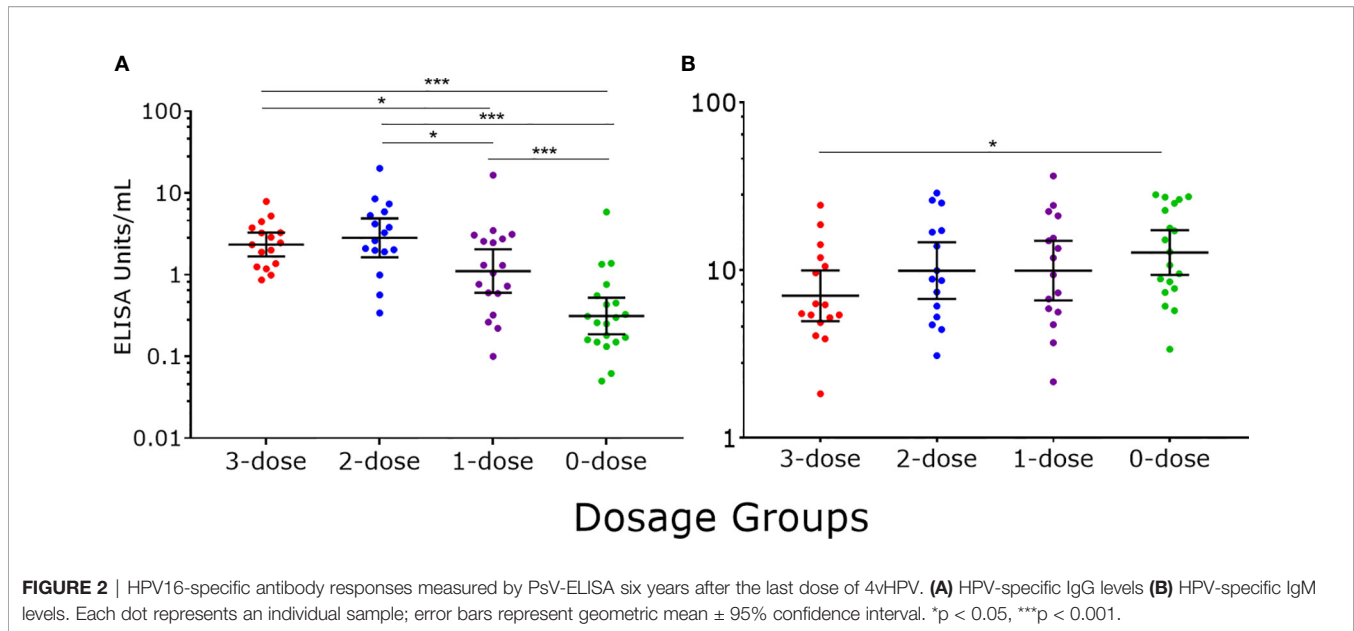 A
B
***
*
***
*
***
*
100
10
1
0.1
0.01
ELISA Units/mL
3-dose 2-dose 1-dose 0-dose
100
10
1
3-dose 2-dose 1-dose 0-dose
Dosage Groups
FIGURE 2 | HPV16-specific antibody responses measured by PsV-ELISA six years after the last dose of 4vHPV. (A) HPV-specific IgG levels (B) HPV-specific IgM
levels. Each dot represents an individual sample; error bars represent geometric mean ± 95% confidence interval. *p < 0.05, ***p < 0.001.